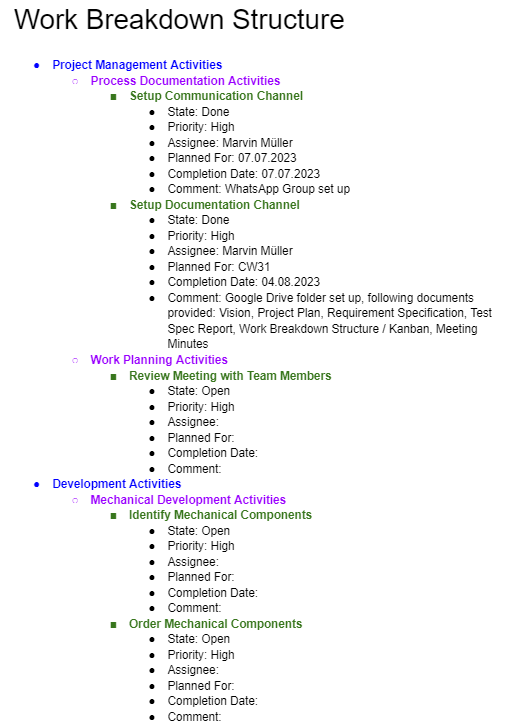 Work Breakdown Structure
● Project Management Activities
○ Process Documentation Activities
■ Setup Communication Channel
● State: Done
● Priority: High
● Assignee: Marvin Müller
● Planned For: 07.07.2023
● Completion Date: 07.07.2023
● Comment: WhatsApp Group set up
■ Setup Documentation Channel
● State: Done
● Priority: High
● Assignee: Marvin Müller
● Planned For: CW31
● Completion Date: 04.08.2023
● Comment: Google Drive folder set up, following documents
provided: Vision, Project Plan, Requirement Specification, Test
Spec Report, Work Breakdown Structure / Kanban, Meeting
Minutes
○ Work Planning Activities
■ Review Meeting with Team Members
● State: Open
● Priority: High
● Assignee:
● Planned For:
● Completion Date:
● Comment:
● Development Activities
○ Mechanical Development Activities
■ Identify Mechanical Components
● State: Open
● Priority: High
● Assignee:
● Planned For:
● Completion Date:
● Comment:
■ Order Mechanical Components
● State: Open
● Priority: High
● Assignee:
● Planned For:
● Completion Date:
● Comment: